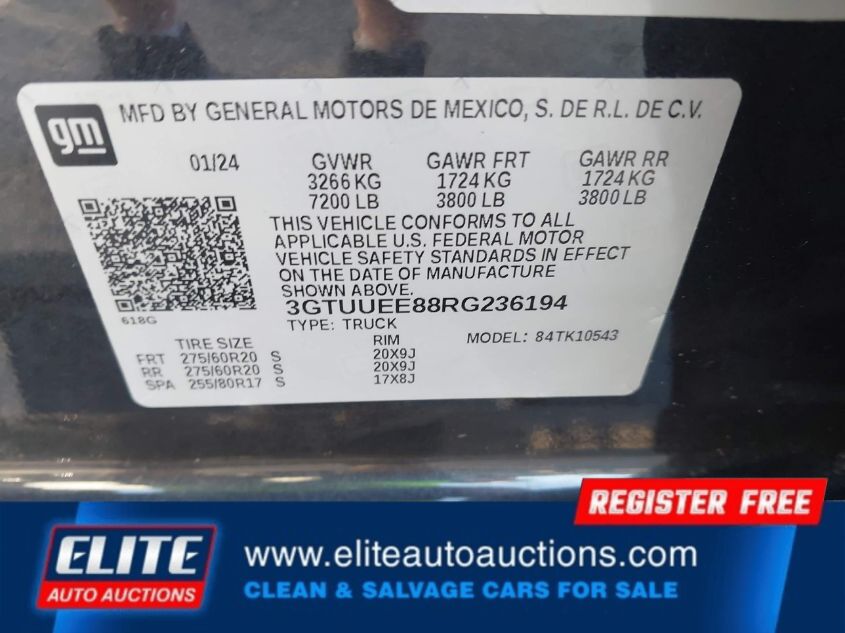 gm
MFD BY GENERAL MOTORS DE MEXICO, S. DE R.L. DE C.V.
01/24 GVWR GAWR FRT GAWR RR
3266 KG 1724 KG 1724 KG
7200 LB 3800 LB 3800 LB
THIS VEHICLE CONFORMS TO ALL
APPLICABLE U.S. FEDERAL MOTOR
VEHICLE SAFETY STANDARDS IN EFFECT
ON THE DATE OF MANUFACTURE
SHOWN ABOVE.
3GTUUEE88RG236194
618G
TYPE: TRUCK MODEL: 84TK10543
TIRE SIZE RIM
FRT 275/60R20 S 20X9J
RR 275/60R20 S 20X9J
SPA 255/80R17 S 17X8J
REGISTER FREE
ELITE
AUTO AUCTIONS
www.eliteautoauctions.com
CLEAN & SALVAGE CARS FOR SALE